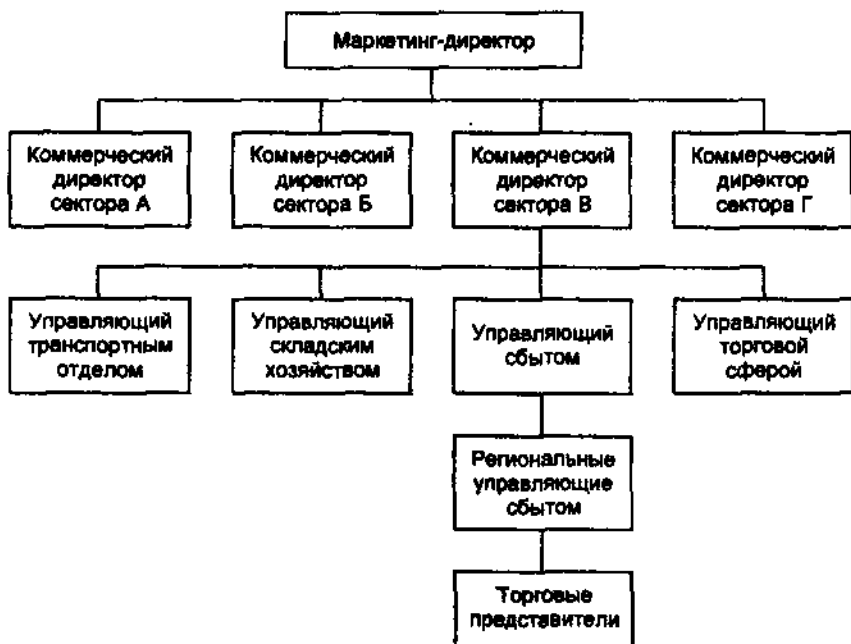 Маркетинг-директор
Коммерческий
директор
сектора А
Коммерческий
директор
сектора Б
Коммерческий
директор
сектора В
Коммерческий
директор
сектора Г
Управляющий
транспортным
отделом
Управляющий
складским
хозяйством
Управляющий
сбытом
Управляющий
торговой
сферой
Региональные
управляющие
сбытом
Торговые
представители